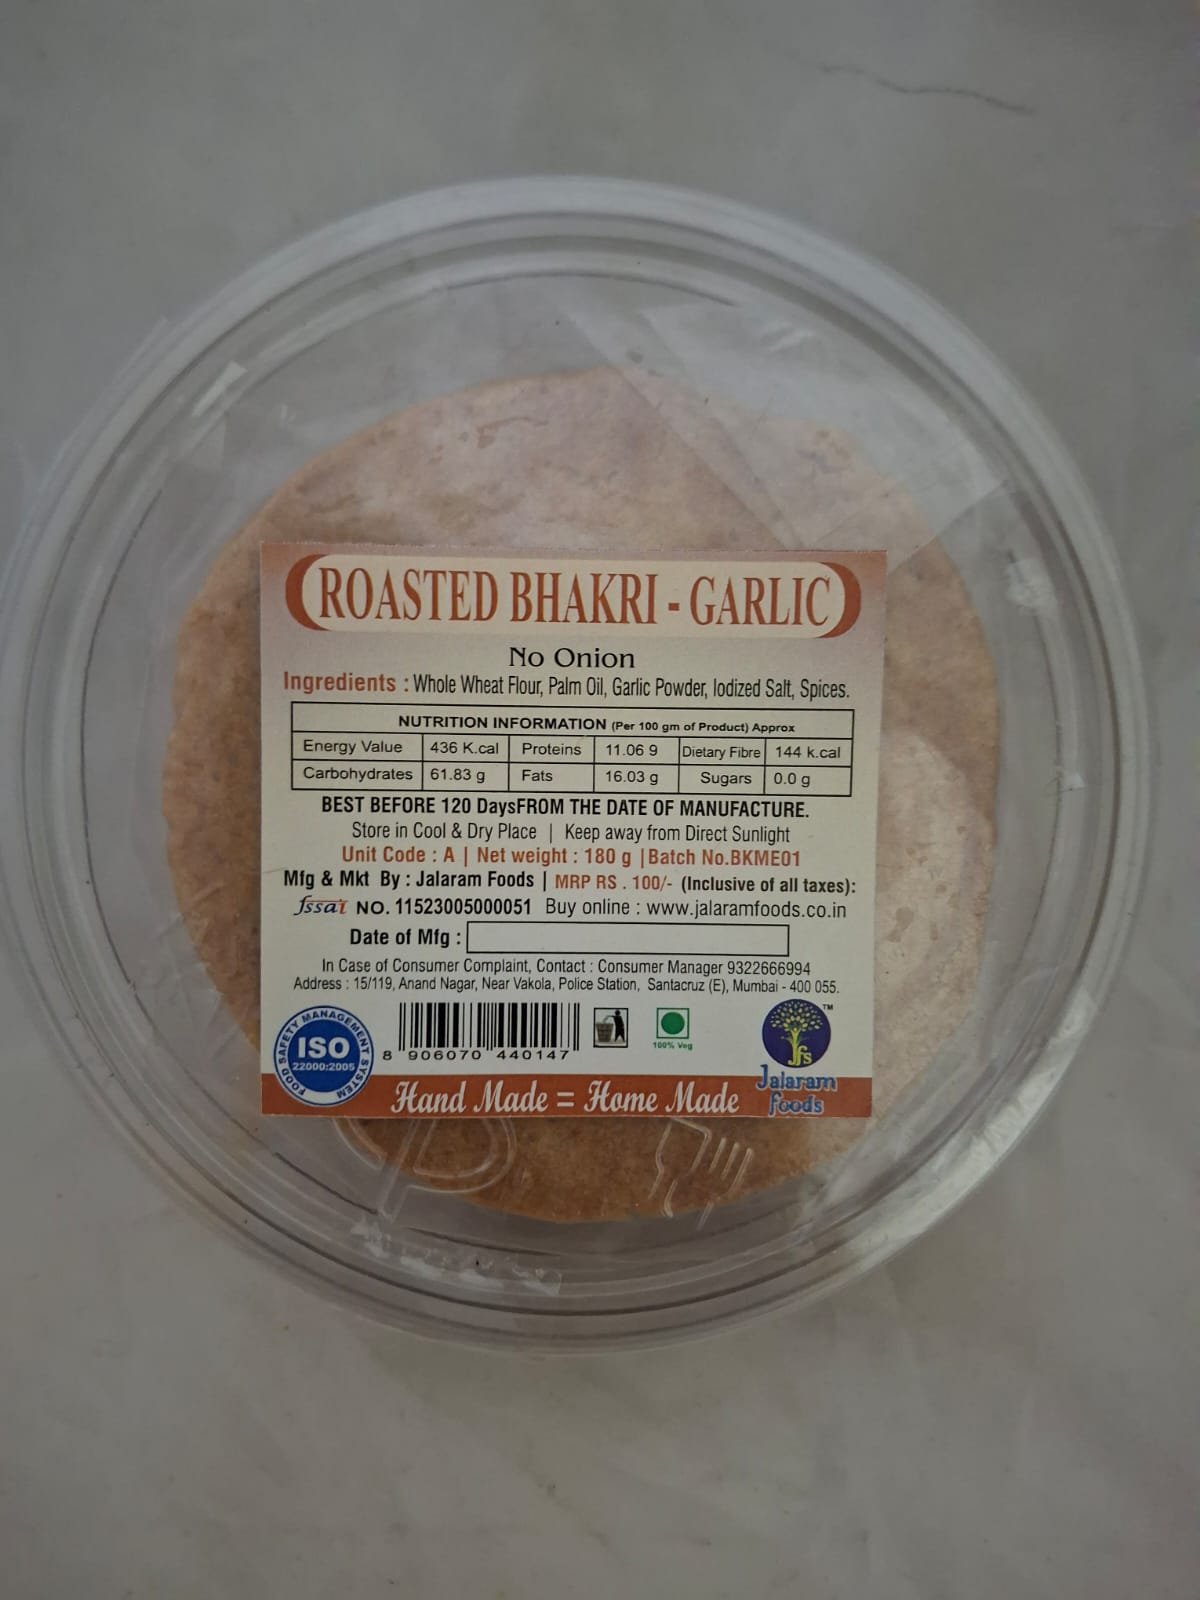 ROASTED BHAKRI - GARLIC
No Onion
Ingredients : Whole Wheat Flour, Palm Oil, Garlic Powder, Iodized Salt, Spices.
NUTRITION INFORMATION (Per 100 gm of Product) Approx
Energy Value 436 K.cal Proteins 11.06 9 Dietary Fibre 144 k.cal
Carbohydrates 61.83 g Fats 16.03 g Sugars 0.0 g
BEST BEFORE 120 DaysFROM THE DATE OF MANUFACTURE.
Store in Cool & Dry Place | Keep away from Direct Sunlight
Unit Code : A | Net weight : 180 g | Batch No.BKME01
Mfg & Mkt By : Jalaram Foods | MRP RS . 100/- (Inclusive of all taxes):
fssai NO. 11523005000051 Buy online : www.jalaramfoods.co.in
Date of Mfg :
In Case of Consumer Complaint, Contact : Consumer Manager 9322666994
Address : 15/119, Anand Nagar, Near Vakola, Police Station, Santacruz (E), Mumbai - 400 055.
FOOD SAFETY MANAGEMENT SYSTEM
ISO
22000:2005
8 906070 440147
100% Veg
TM
fs
Jalaram
foods
Hand Made = Home Made